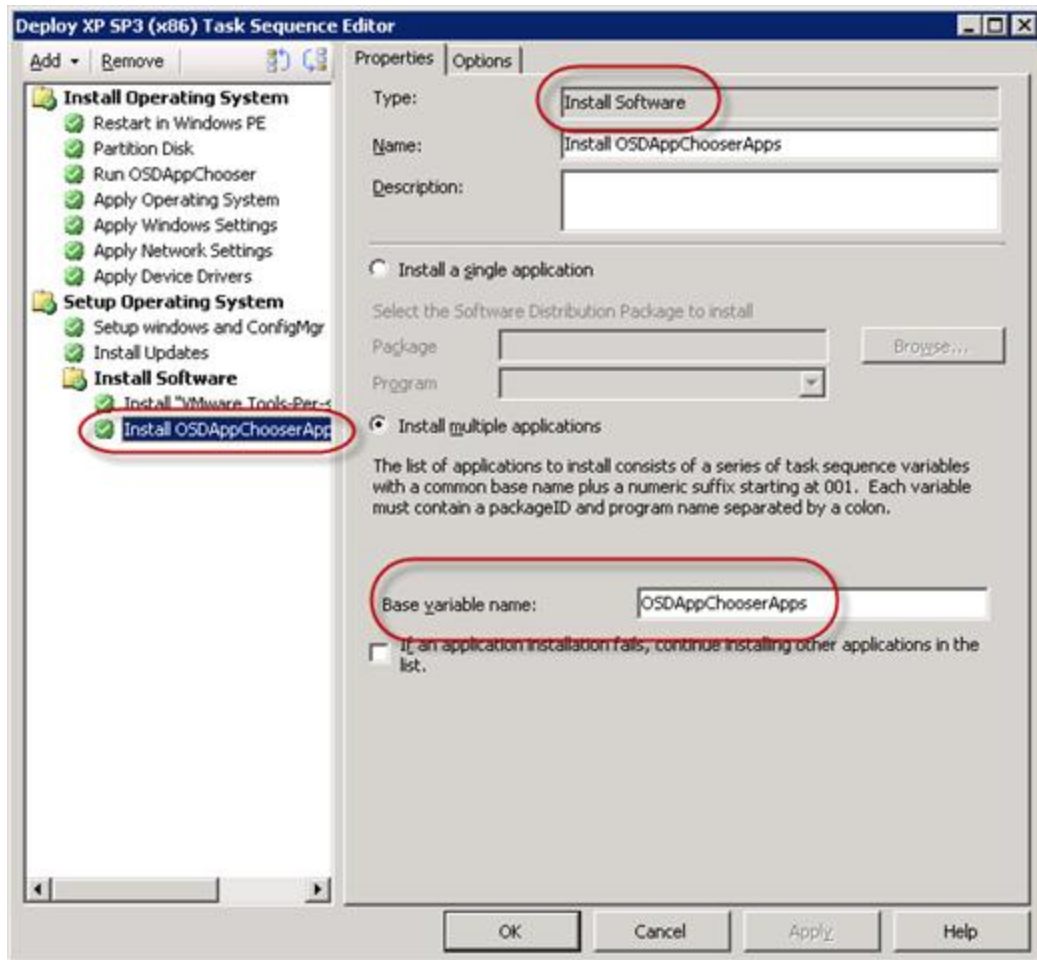 Deploy XP SP3 (x86) Task Sequence Editor
Add Remove
Properties Options
Install Operating System
Restart in Windows PE
Partition Disk
Run OSDAppChooser
Apply Operating System
Apply Windows Settings
Apply Network Settings
Apply Device Drivers
Setup Operating System
Setup windows and ConfigMgr
Install Updates
Install Software
Install "VMware Tools-Per-s
Install OSDAppChooserApp
Type: Install Software
Name: Install OSDAppChooserApps
Description:
Install a single application
Select the Software Distribution Package to install
Package Browse...
Program
Install multiple applications
The list of applications to install consists of a series of task sequence variables
with a common base name plus a numeric suffix starting at 001. Each variable
must contain a packageID and program name separated by a colon.
Base variable name: OSDAppChooserApps
If an application installation fails, continue installing other applications in the
list.
OK Cancel Apply Help